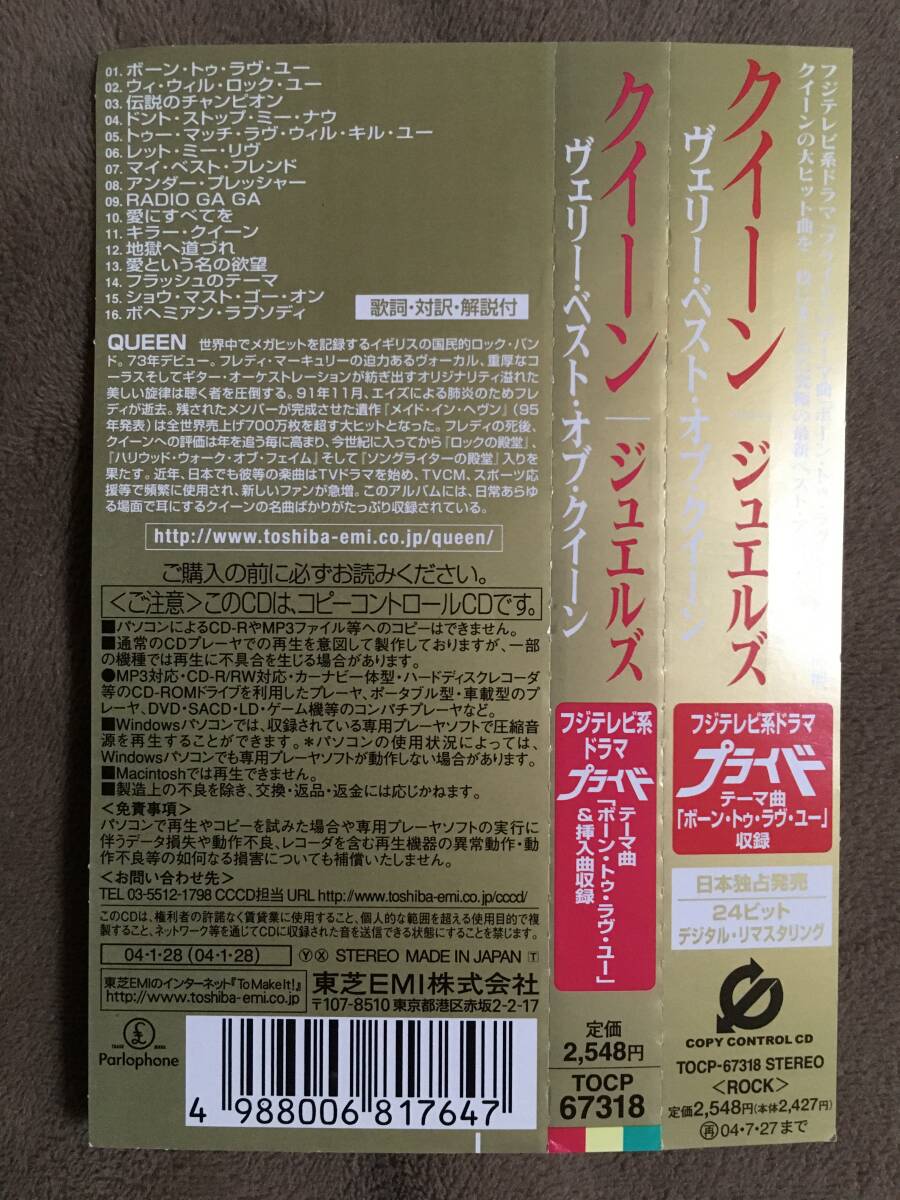 01. ボーン・トゥ・ラヴ・ユー
02. ウィ・ウィル・ロック・ユー
03. 伝説のチャンピオン
04. ドント・ストップ・ミー・ナウ
05. トゥー・マッチ・ラヴ・ウィル・キル・ユー
06. レット・ミー・リヴ
07. マイ・ベスト・フレンド
08. アンダー・プレッシャー
09. RADIO GA GA
10. 愛にすべてを
11. キラー・クイーン
12. 地獄へ道づれ
13. 愛という名の欲望
14. フラッシュのテーマ
15. ショウ・マスト・ゴー・オン
16. ボヘミアン・ラプソディ
歌詞・対訳・解説付
QUEEN 世界中でメガヒットを記録するイギリスの国民的ロック・バン
ド。73年デビュー。フレディ・マーキュリーの迫力あるヴォーカル、重厚なコ
ーラスそしてギター・オーケストレーションが紡ぎ出すオリジナリティ溢れた
美しい旋律は聴く者を圧倒する。91年11月、エイズによる肺炎のためフレ
ディが逝去。残されたメンバーが完成させた遺作『メイド・イン・ヘヴン』(95
年発表)は全世界売上げ700万枚を超す大ヒットとなった。フレディの死後、
クイーンへの評価は年を追う毎に高まり、今世紀に入ってから『ロックの殿堂』、
『ハリウッド・ウォーク・オブ・フェイム』そして『ソングライターの殿堂』入りを
果たす。近年、日本でも彼等の楽曲はTVドラマを始め、TVCM、スポーツ応
援等で頻繁に使用され、新しいファンが急増。このアルバムには、日常あらゆ
る場面で耳にするクイーンの名曲ばかりがたっぷり収録されている。
http://www.toshiba-emi.co.jp/queen/
ご購入の前に必ずお読みください。
＜ご注意＞このCDは、コピーコントロールCDです。
■パソコンによるCD-RやMP3ファイル等へのコピーはできません。
■通常のCDプレーヤでの再生を意図して製作しておりますが、一部
の機種では再生に不具合を生じる場合があります。
●MP3対応・CD-R/RW対応・カーナビ一体型・ハードディスクレコーダ
等のCD-ROMドライブを利用したプレーヤ、ポータブル型・車載型のプ
レーヤ、DVD・SACD・LD・ゲーム機等のコンパチプレーヤなど。
■Windowsパソコンでは、収録されている専用プレーヤソフトで圧縮音
源を再生することができます。＊パソコンの使用状況によっては、
Windowsパソコンでも専用プレーヤソフトが動作しない場合があります。
■Macintoshでは再生できません。
■製造上の不良を除き、交換・返品・返金には応じかねます。
＜免責事項＞
パソコンで再生やコピーを試みた場合や専用プレーヤソフトの実行に
伴うデータ損失や動作不良、レコーダを含む再生機器の異常動作・動
作不良等の如何なる損害についても補償いたしません。
＜お問い合わせ先＞
TEL 03-5512-1798 CCCD担当 URL http://www.toshiba-emi.co.jp/cccd/
このCDは、権利者の許諾なく賃貸業に使用すること、個人的な範囲を超える使用目的で複
製すること、ネットワーク等を通じてCDに収録された音を送信できる状態にすることを禁じます。
04・1・28 (04・1・28)
Ⓨ Ⓧ STEREO MADE IN JAPAN T
東芝EMIのインターネット『To Make It!』
http://www.toshiba-emi.co.jp/
東芝EMI株式会社
〒107-8510 東京都港区赤坂2-2-17
TRADE MARK
Parlophone
4 988006 817647
クイーン｜ジュエルズ
ヴェリー・ベスト・オブ・クイーン
フジテレビ系
ドラマ
プライド
テーマ曲
「ボーン・トゥ・ラヴ・ユー」
＆挿入曲収録
定価
2,548円
TOCP
67318
クイーン｜ジュエルズ
ヴェリー・ベスト・オブ・クイーン
フジテレビ系ドラマ
クイーンの大ヒット曲を
フジテレビ系ドラマ
プライド
テーマ曲
「ボーン・トゥ・ラヴ・ユー」
収録
日本独占発売
24ビット
デジタル・リマスタリング
COPY CONTROL CD
TOCP-67318 STEREO
＜ROCK＞
定価2,548円(本体2,427円)
再04・7・27まで